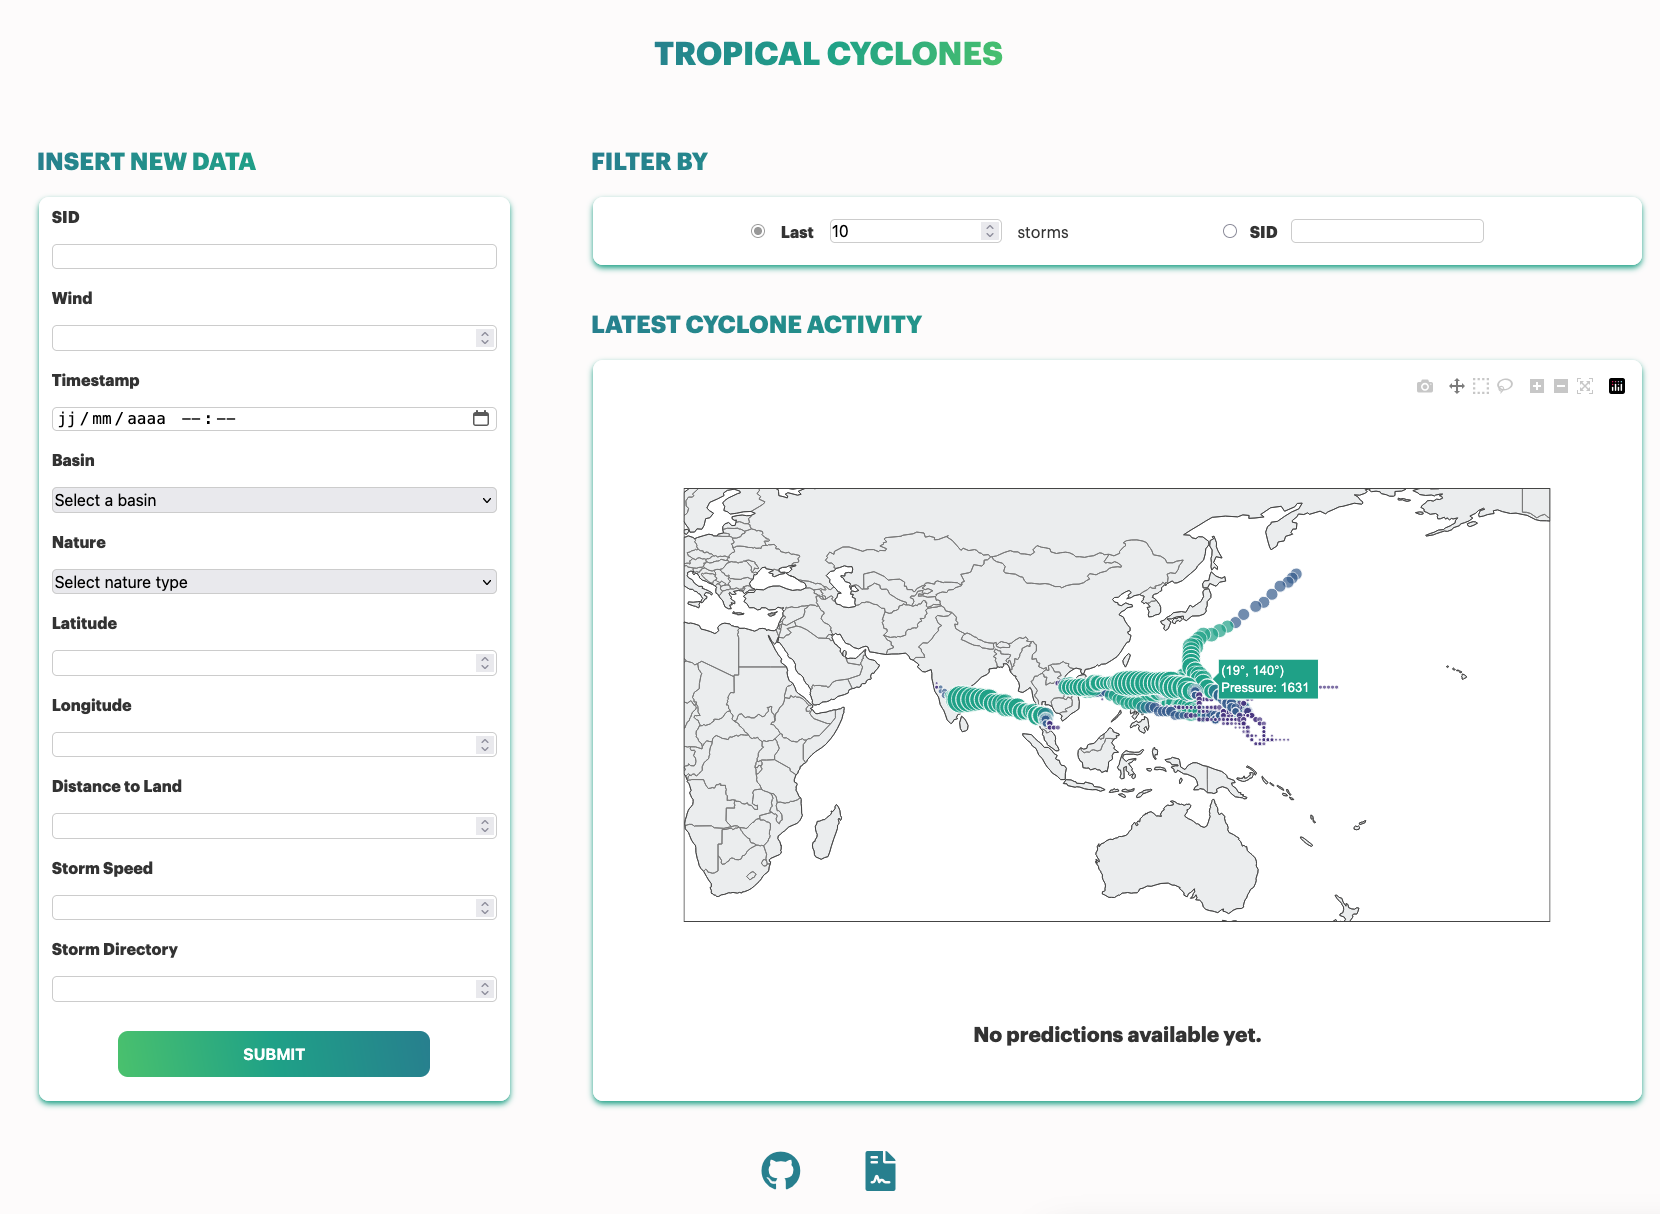 TROPICAL CYCLONES
INSERT NEW DATA
SID
Wind
Timestamp
jj/mm/aaaa --:--
Basin
Select a basin
Nature
Select nature type
Latitude
Longitude
Distance to Land
Storm Speed
Storm Directory
SUBMIT
FILTER BY
Last 10 storms SID
LATEST CYCLONE ACTIVITY
(19°, 140°)
Pressure: 1631
No predictions available yet.